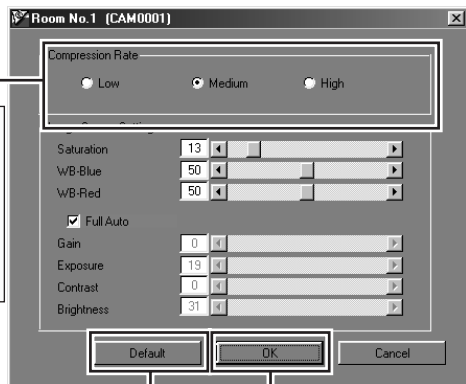 Room No.1 (CAM0001)
Compression Rate
Low Medium High
Saturation 13
WB-Blue 50
WB-Red 50
Full Auto
Gain 0
Exposure 19
Contrast 0
Brightness 31
Default OK Cancel